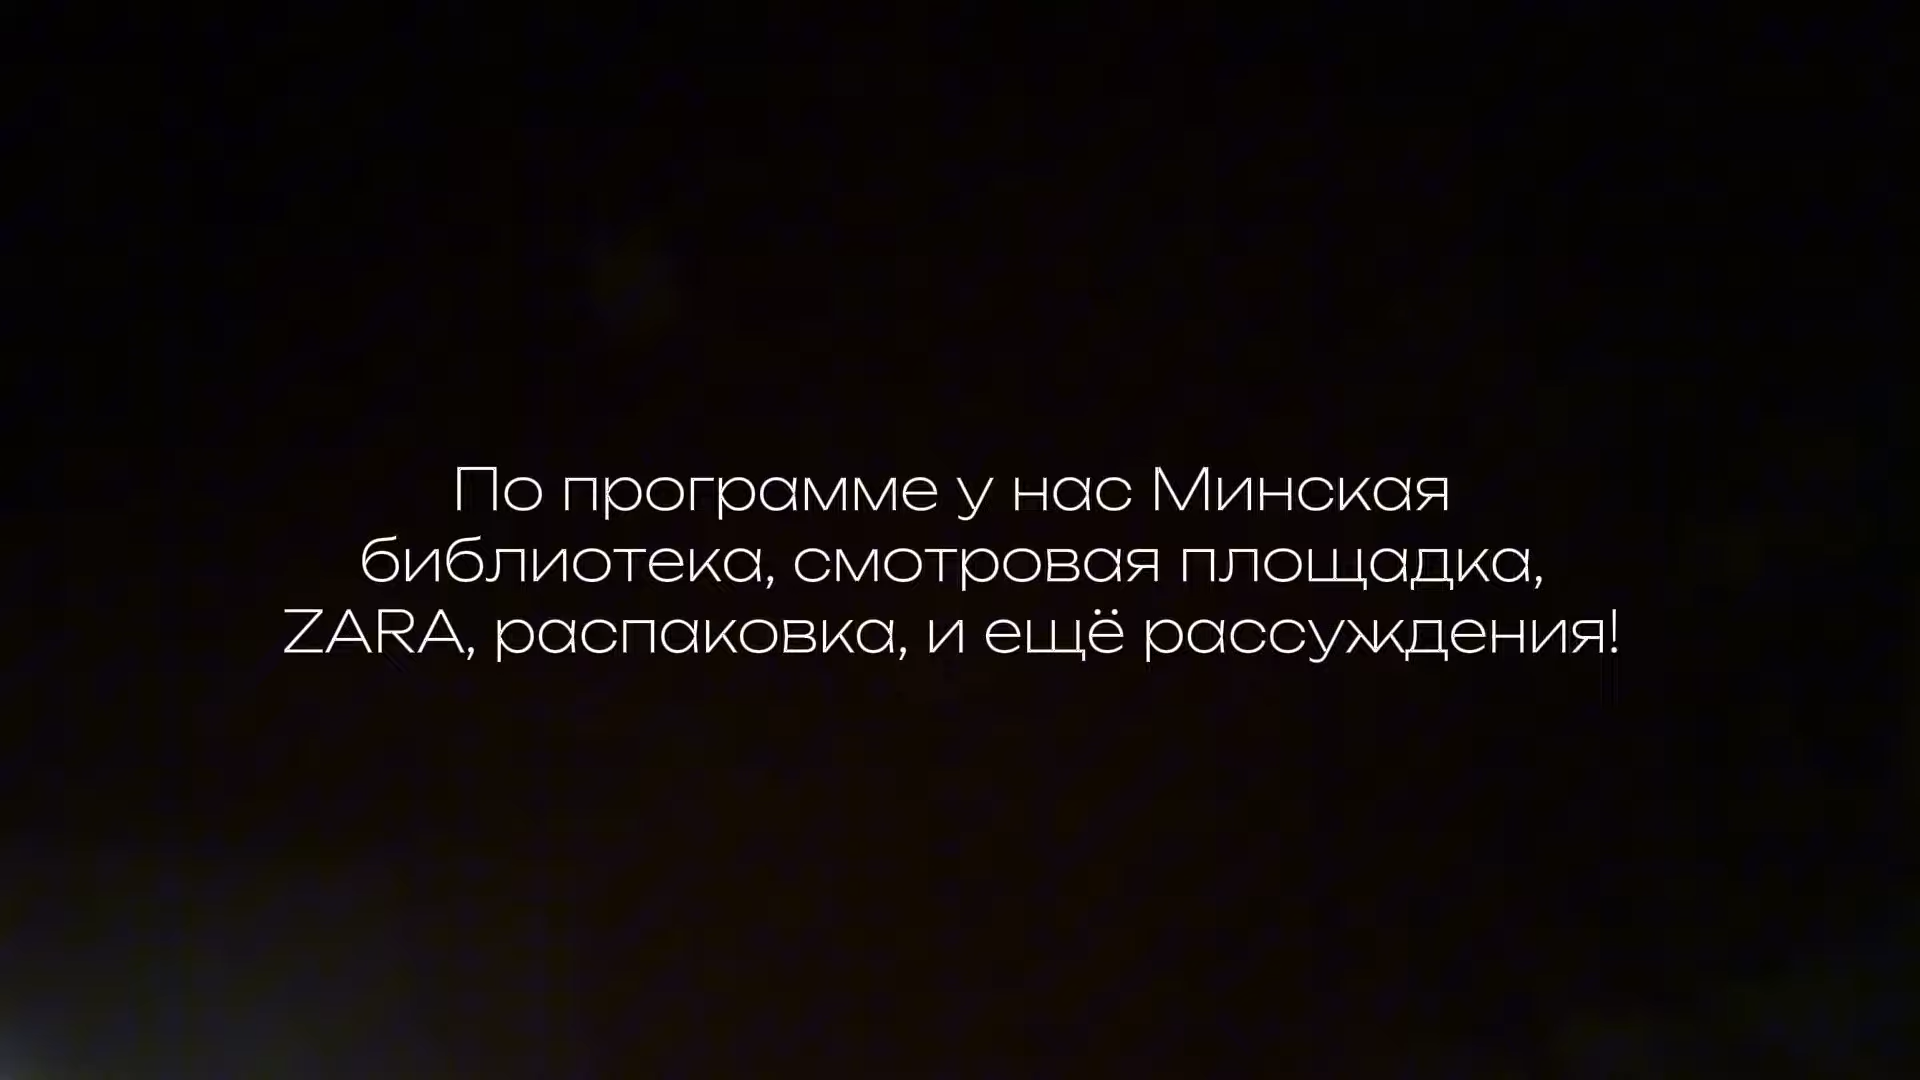 По программе у нас Минская
библиотека, смотровая площадка,
ZARA, распаковка, и ещё рассуждения!